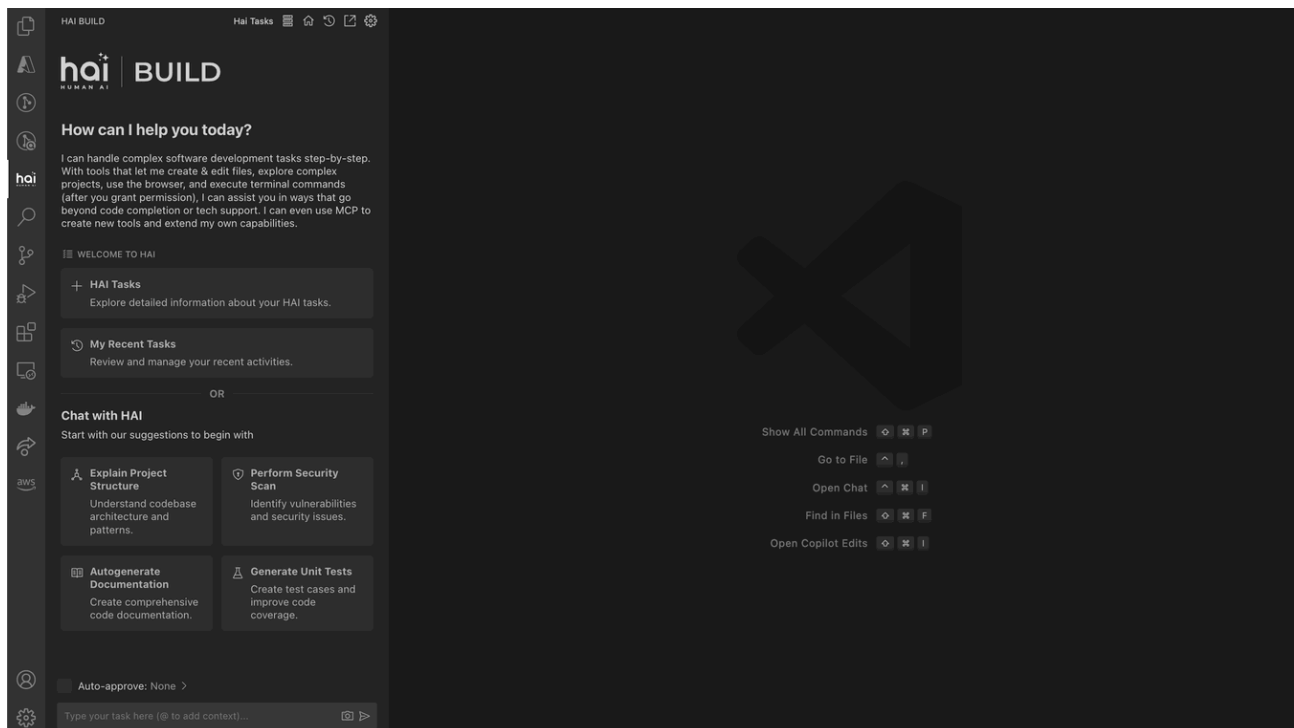 HAI BUILD
Hai Tasks
hai BUILD
HUMAN AI
How can I help you today?
I can handle complex software development tasks step-by-step.
With tools that let me create & edit files, explore complex
projects, use the browser, and execute terminal commands
(after you grant permission), I can assist you in ways that go
beyond code completion or tech support. I can even use MCP to
create new tools and extend my own capabilities.
WELCOME TO HAI
HAI Tasks
Explore detailed information about your HAI tasks.
My Recent Tasks
Review and manage your recent activities.
OR
Chat with HAI
Start with our suggestions to begin with
Explain Project
Structure
Understand codebase
architecture and
patterns.
Perform Security
Scan
Identify vulnerabilities
and security issues.
Autogenerate
Documentation
Create comprehensive
code documentation.
Generate Unit Tests
Create test cases and
improve code
coverage.
Auto-approve: None >
Type your task here (@ to add context)...
hai
HUMAN AI
aws
Show All Commands ⇧ ⌘ P
Go to File ^ ,
Open Chat ^ ⌘ I
Find in Files ⇧ ⌘ F
Open Copilot Edits ⇧ ⌘ I